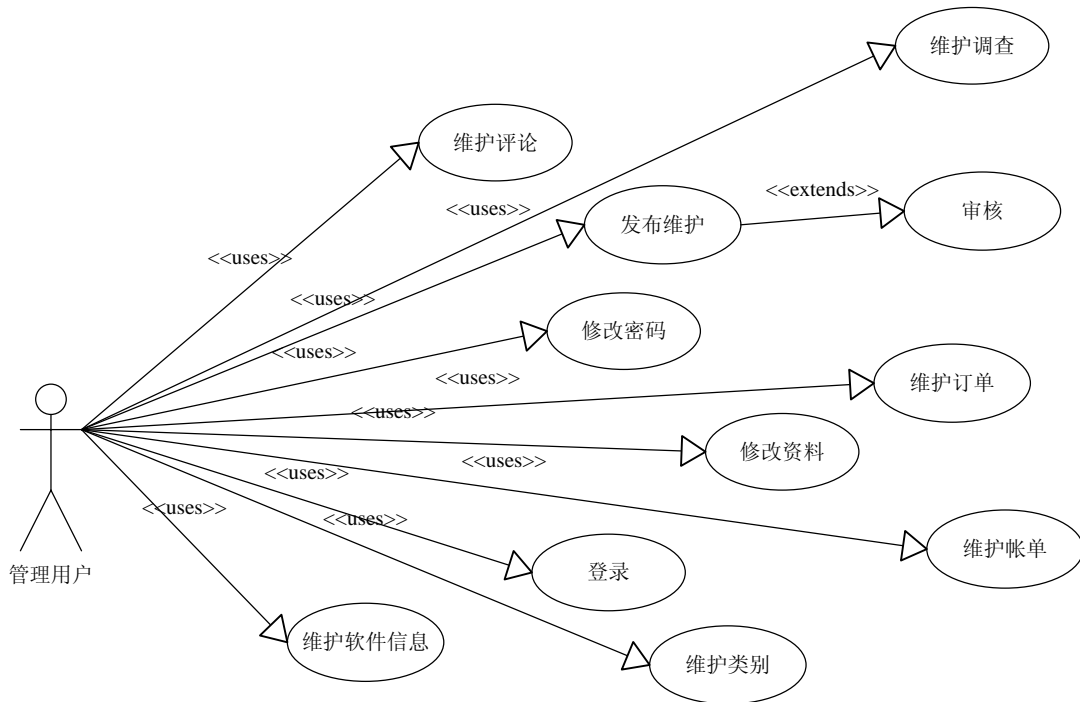 维护调查
维护评论
<<extends>>
审核
<<uses>>
发布维护
<<uses>>
<<uses>>
修改密码
<<uses>>
<<uses>>
维护订单
<<uses>>
修改资料
<<uses>>
<<uses>>
<<uses>>
<<uses>>
维护帐单
管理用户
登录
维护软件信息
维护类别